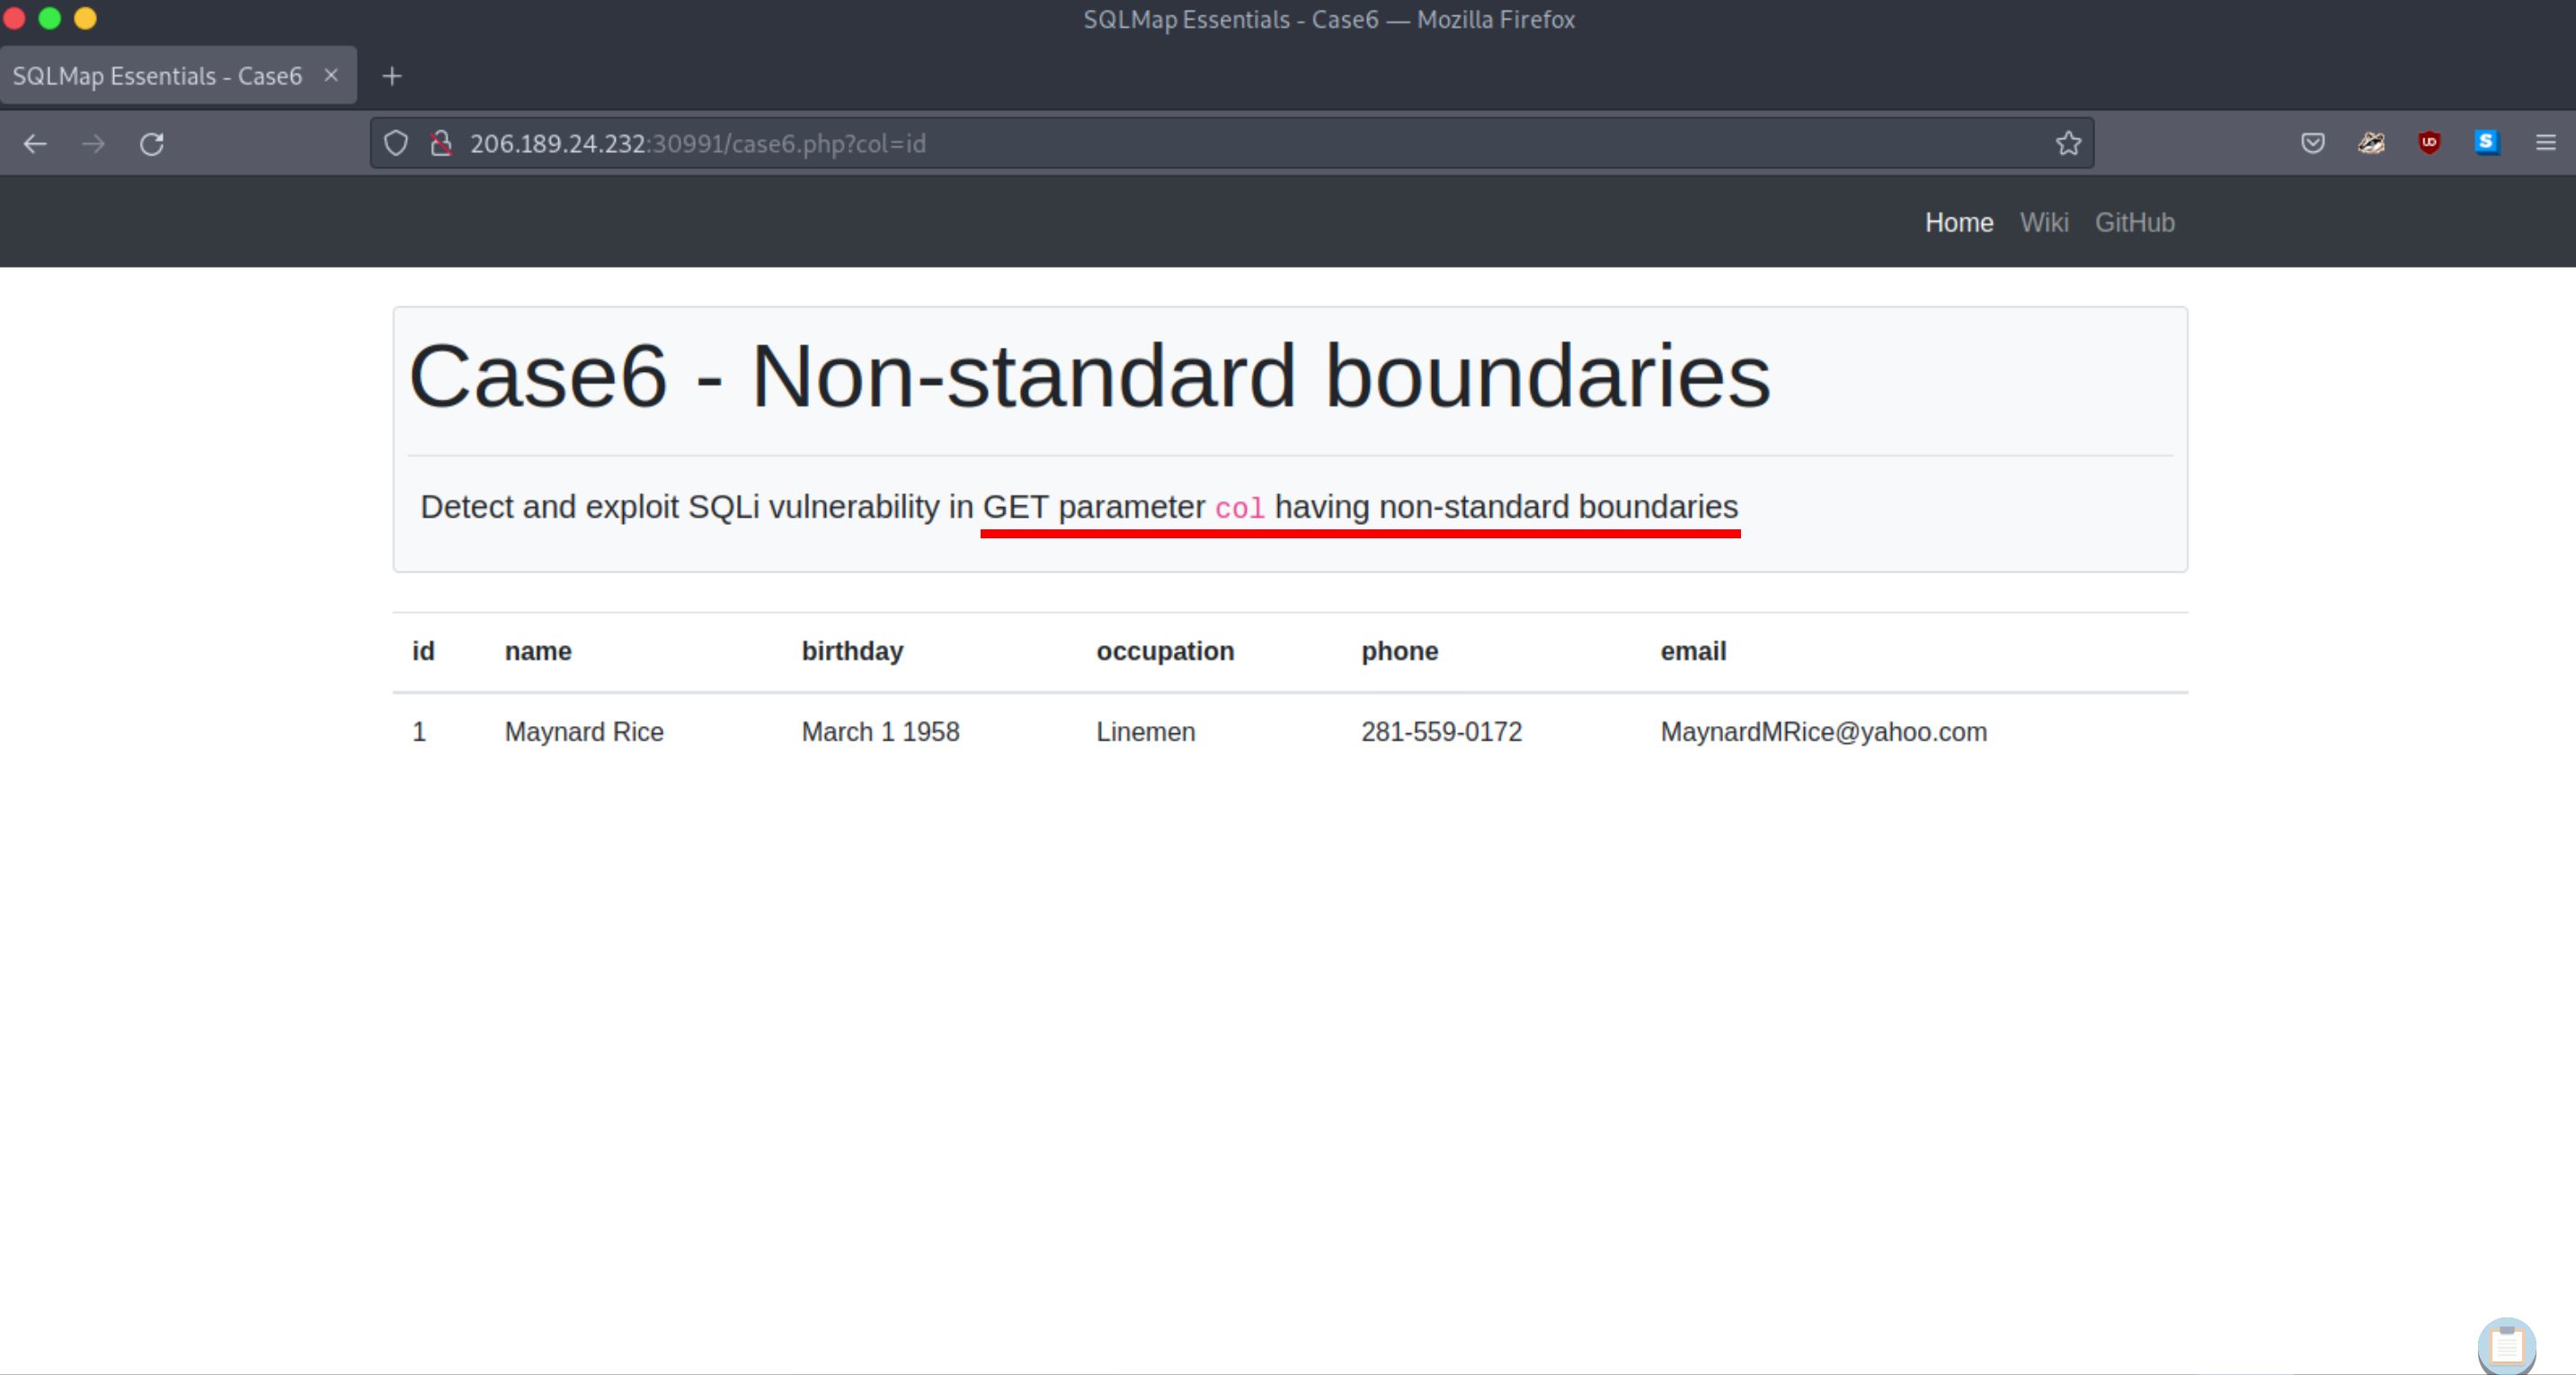 SQLMap Essentials - Case6 — Mozilla Firefox
SQLMap Essentials - Case6
206.189.24.232:30991/case6.php?col=id
Home Wiki GitHub
Case6 - Non-standard boundaries
Detect and exploit SQLi vulnerability in GET parameter col having non-standard boundaries
id name birthday occupation phone email
1 Maynard Rice March 1 1958 Linemen 281-559-0172 MaynardMRice@yahoo.com